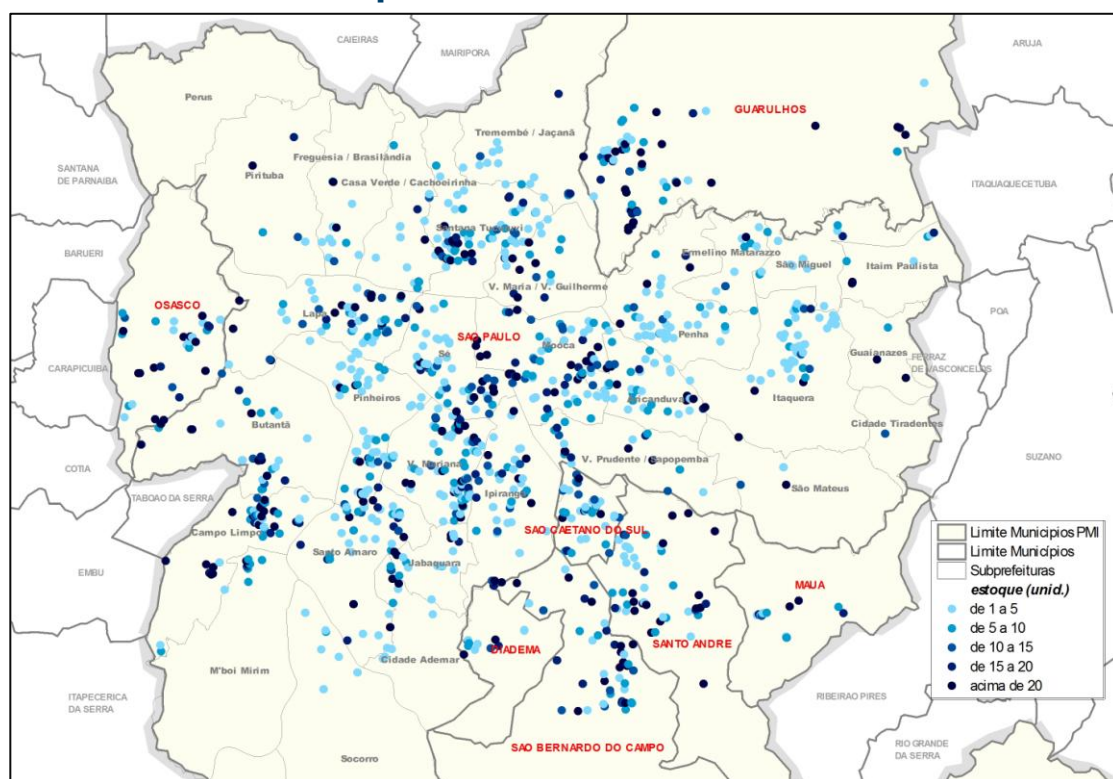 CAIEIRAS
MAIRIPORA
ARUJA
Perus
GUARULHOS
Tremembé / Jaçanã
Freguesia / Brasilândia
SANTANA
DE PARNAIBA
Pirituba
Casa Verde / Cachoeirinha
ITAQUAQUECETUBA
Santana Tucuruvi
BARUERI
Ermelino Matarazzo
São Miguel
Itaim Paulista
V. Maria / V. Guilherme
OSASCO
Lapa
SAO PAULO
Penha
POA
Mooca
Sé
Guaianazes
FERRAZ
DE VASCONCELOS
CARAPICUIBA
Pinheiros
Aricanduva
Itaquera
Butantã
Cidade Tiradentes
COTIA
V. Mariana
V. Prudente / Sapopemba
SUZANO
TABOAO DA SERRA
Ipiranga
São Mateus
Campo Limpo
SAO CAETANO DO SUL
Santo Amaro
Jabaquara
EMBU
MAUA
Limite Municipios PMI
Limite Municípios
Subprefeituras
estoque (unid.)
de 1 a 5
de 5 a 10
de 10 a 15
de 15 a 20
acima de 20
DIADEMA
SANTO ANDRE
Cidade Ademar
M'boi Mirim
ITAPECERICA
DA SERRA
RIBEIRAO PIRES
SAO BERNARDO DO CAMPO
Socorro
RIO GRANDE
DA SERRA